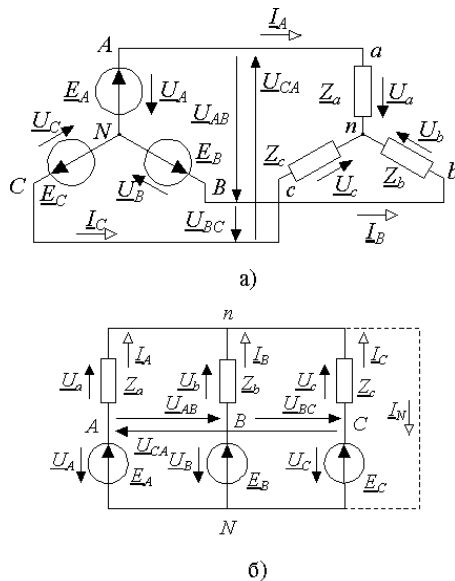 I_A
A a
E_A U_A U_AB U_CA Z_a U_a
U_C N n U_b
C E_C U_B E_B B Z_c c U_c Z_b b
I_C U_BC I_B
а)
n
I_A I_B I_C
U_a Z_a U_b Z_b U_c Z_c
U_AB U_BC I_N
A B C
U_CA
U_A E_A U_B E_B U_C E_C
N
б)